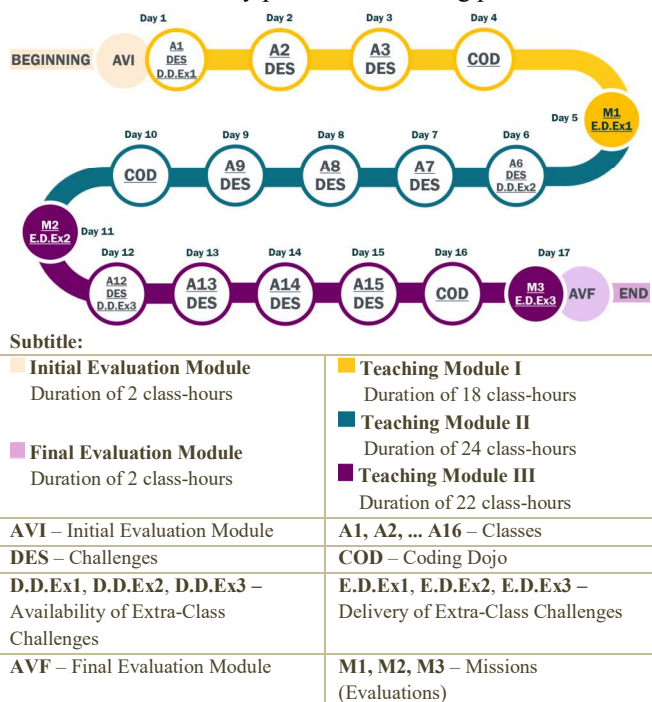 Day 1
Day 2
Day 3
Day 4
BEGINNING
AVI
A1
DES
D.D.Ex1
A2
DES
A3
DES
COD
Day 5
M1
E.D.Ex1
Day 10
Day 9
Day 8
Day 7
Day 6
COD
A9
DES
A8
DES
A7
DES
A6
DES
D.D.Ex2
M2
E.D.Ex2
Day 11
Day 12
Day 13
Day 14
Day 15
Day 16
Day 17
A12
DES
D.D.Ex3
A13
DES
A14
DES
A15
DES
COD
M3
E.D.Ex3
AVF
END
Subtitle:
Initial Evaluation Module
Duration of 2 class-hours
Final Evaluation Module
Duration of 2 class-hours
Teaching Module I
Duration of 18 class-hours
Teaching Module II
Duration of 24 class-hours
Teaching Module III
Duration of 22 class-hours
AVI – Initial Evaluation Module
A1, A2, ... A16 – Classes
DES – Challenges
COD – Coding Dojo
D.D.Ex1, D.D.Ex2, D.D.Ex3 –
Availability of Extra-Class
Challenges
E.D.Ex1, E.D.Ex2, E.D.Ex3 –
Delivery of Extra-Class Challenges
AVF – Final Evaluation Module
M1, M2, M3 – Missions
(Evaluations)